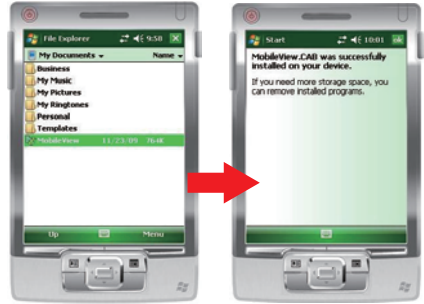 File Explorer 9:58
My Documents Name
Business
My Music
My Pictures
My Ringtones
Personal
Templates
MobileView 11/23/09 764K
Up Menu
Start 10:01 ok
MobileView.CAB was successfully
installed on your device.
If you need more storage space, you
can remove installed programs.